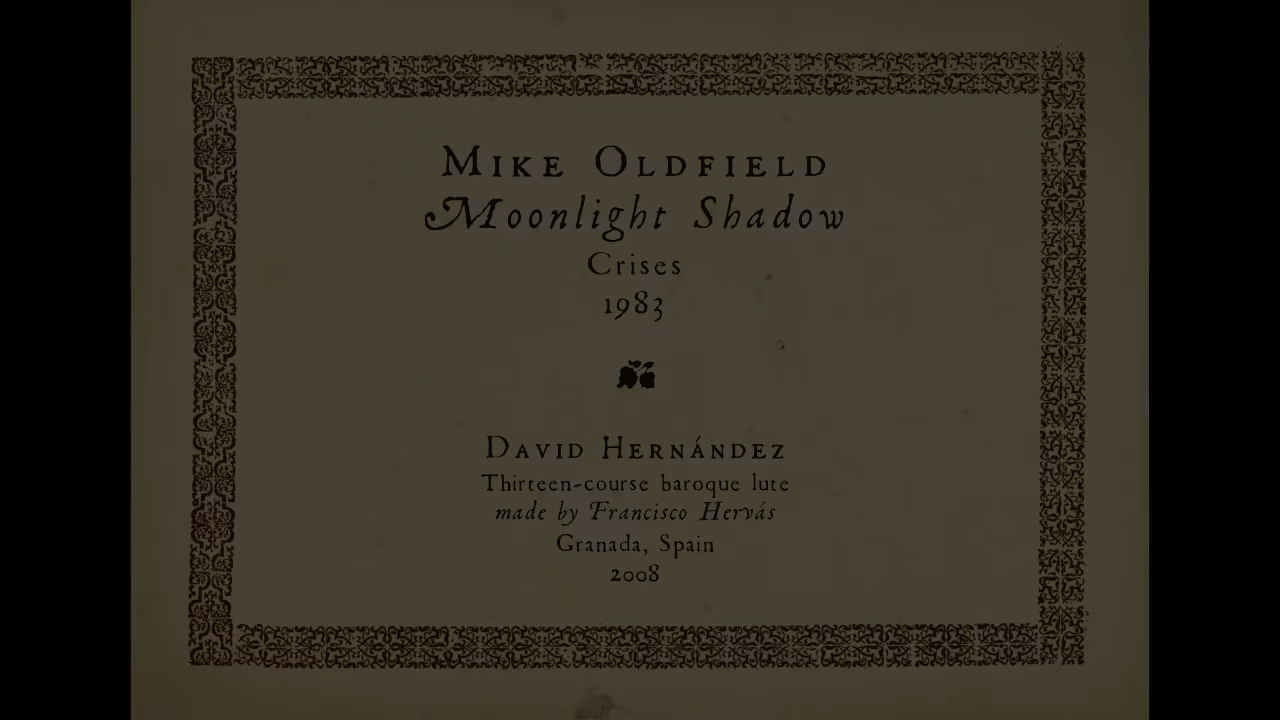 Mike Oldfield
Moonlight Shadow
Crises
1983
David Hernández
Thirteen-course baroque lute
made by Francisco Hervás
Granada, Spain
2008